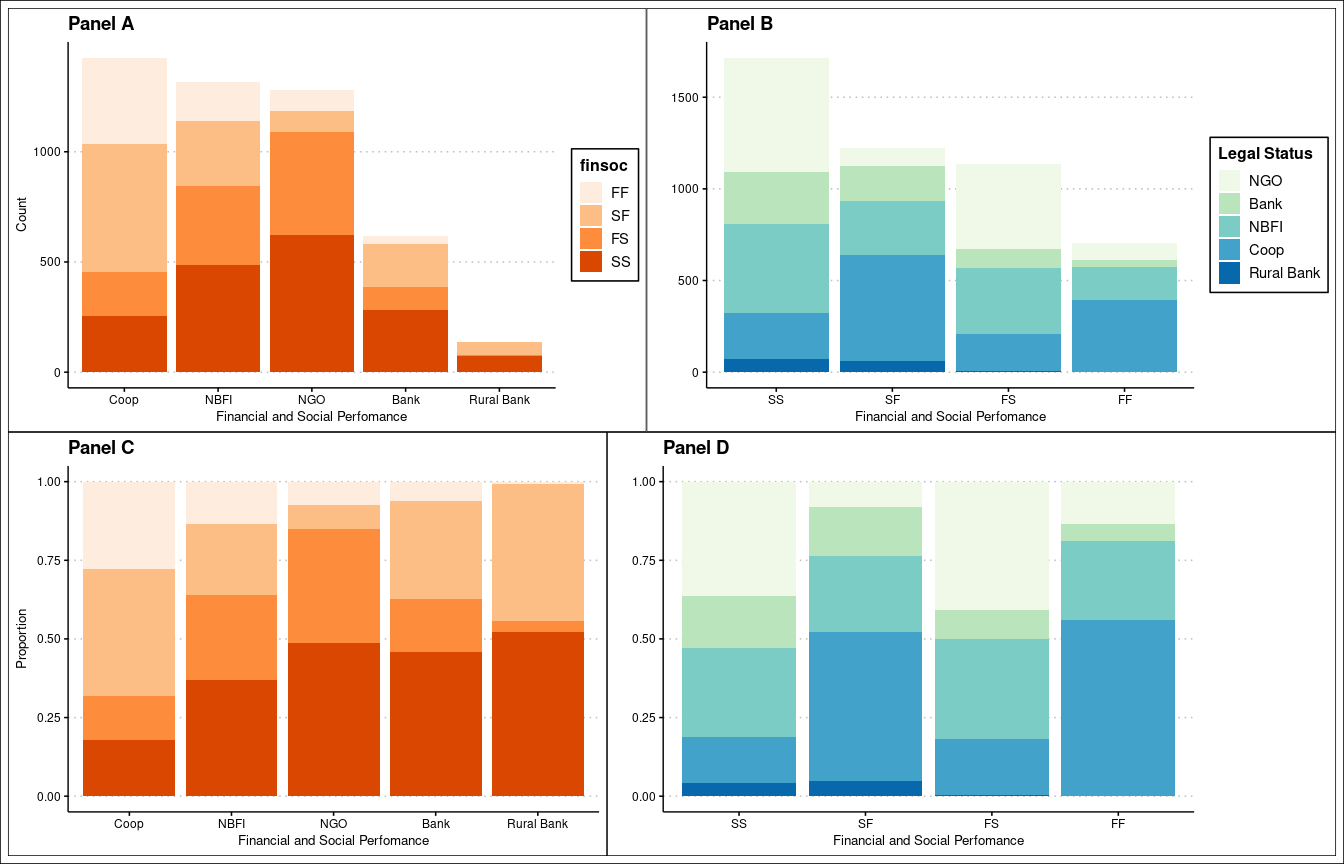 Panel A
Count
1000
500
0
Coop NBFI NGO Bank Rural Bank
Financial and Social Perfomance
finsoc
FF
SF
FS
SS
Panel B
1500
1000
500
0
SS SF FS FF
Financial and Social Perfomance
Legal Status
NGO
Bank
NBFI
Coop
Rural Bank
Panel C
Proportion
1.00
0.75
0.50
0.25
0.00
Coop NBFI NGO Bank Rural Bank
Financial and Social Perfomance
Panel D
1.00
0.75
0.50
0.25
0.00
SS SF FS FF
Financial and Social Perfomance